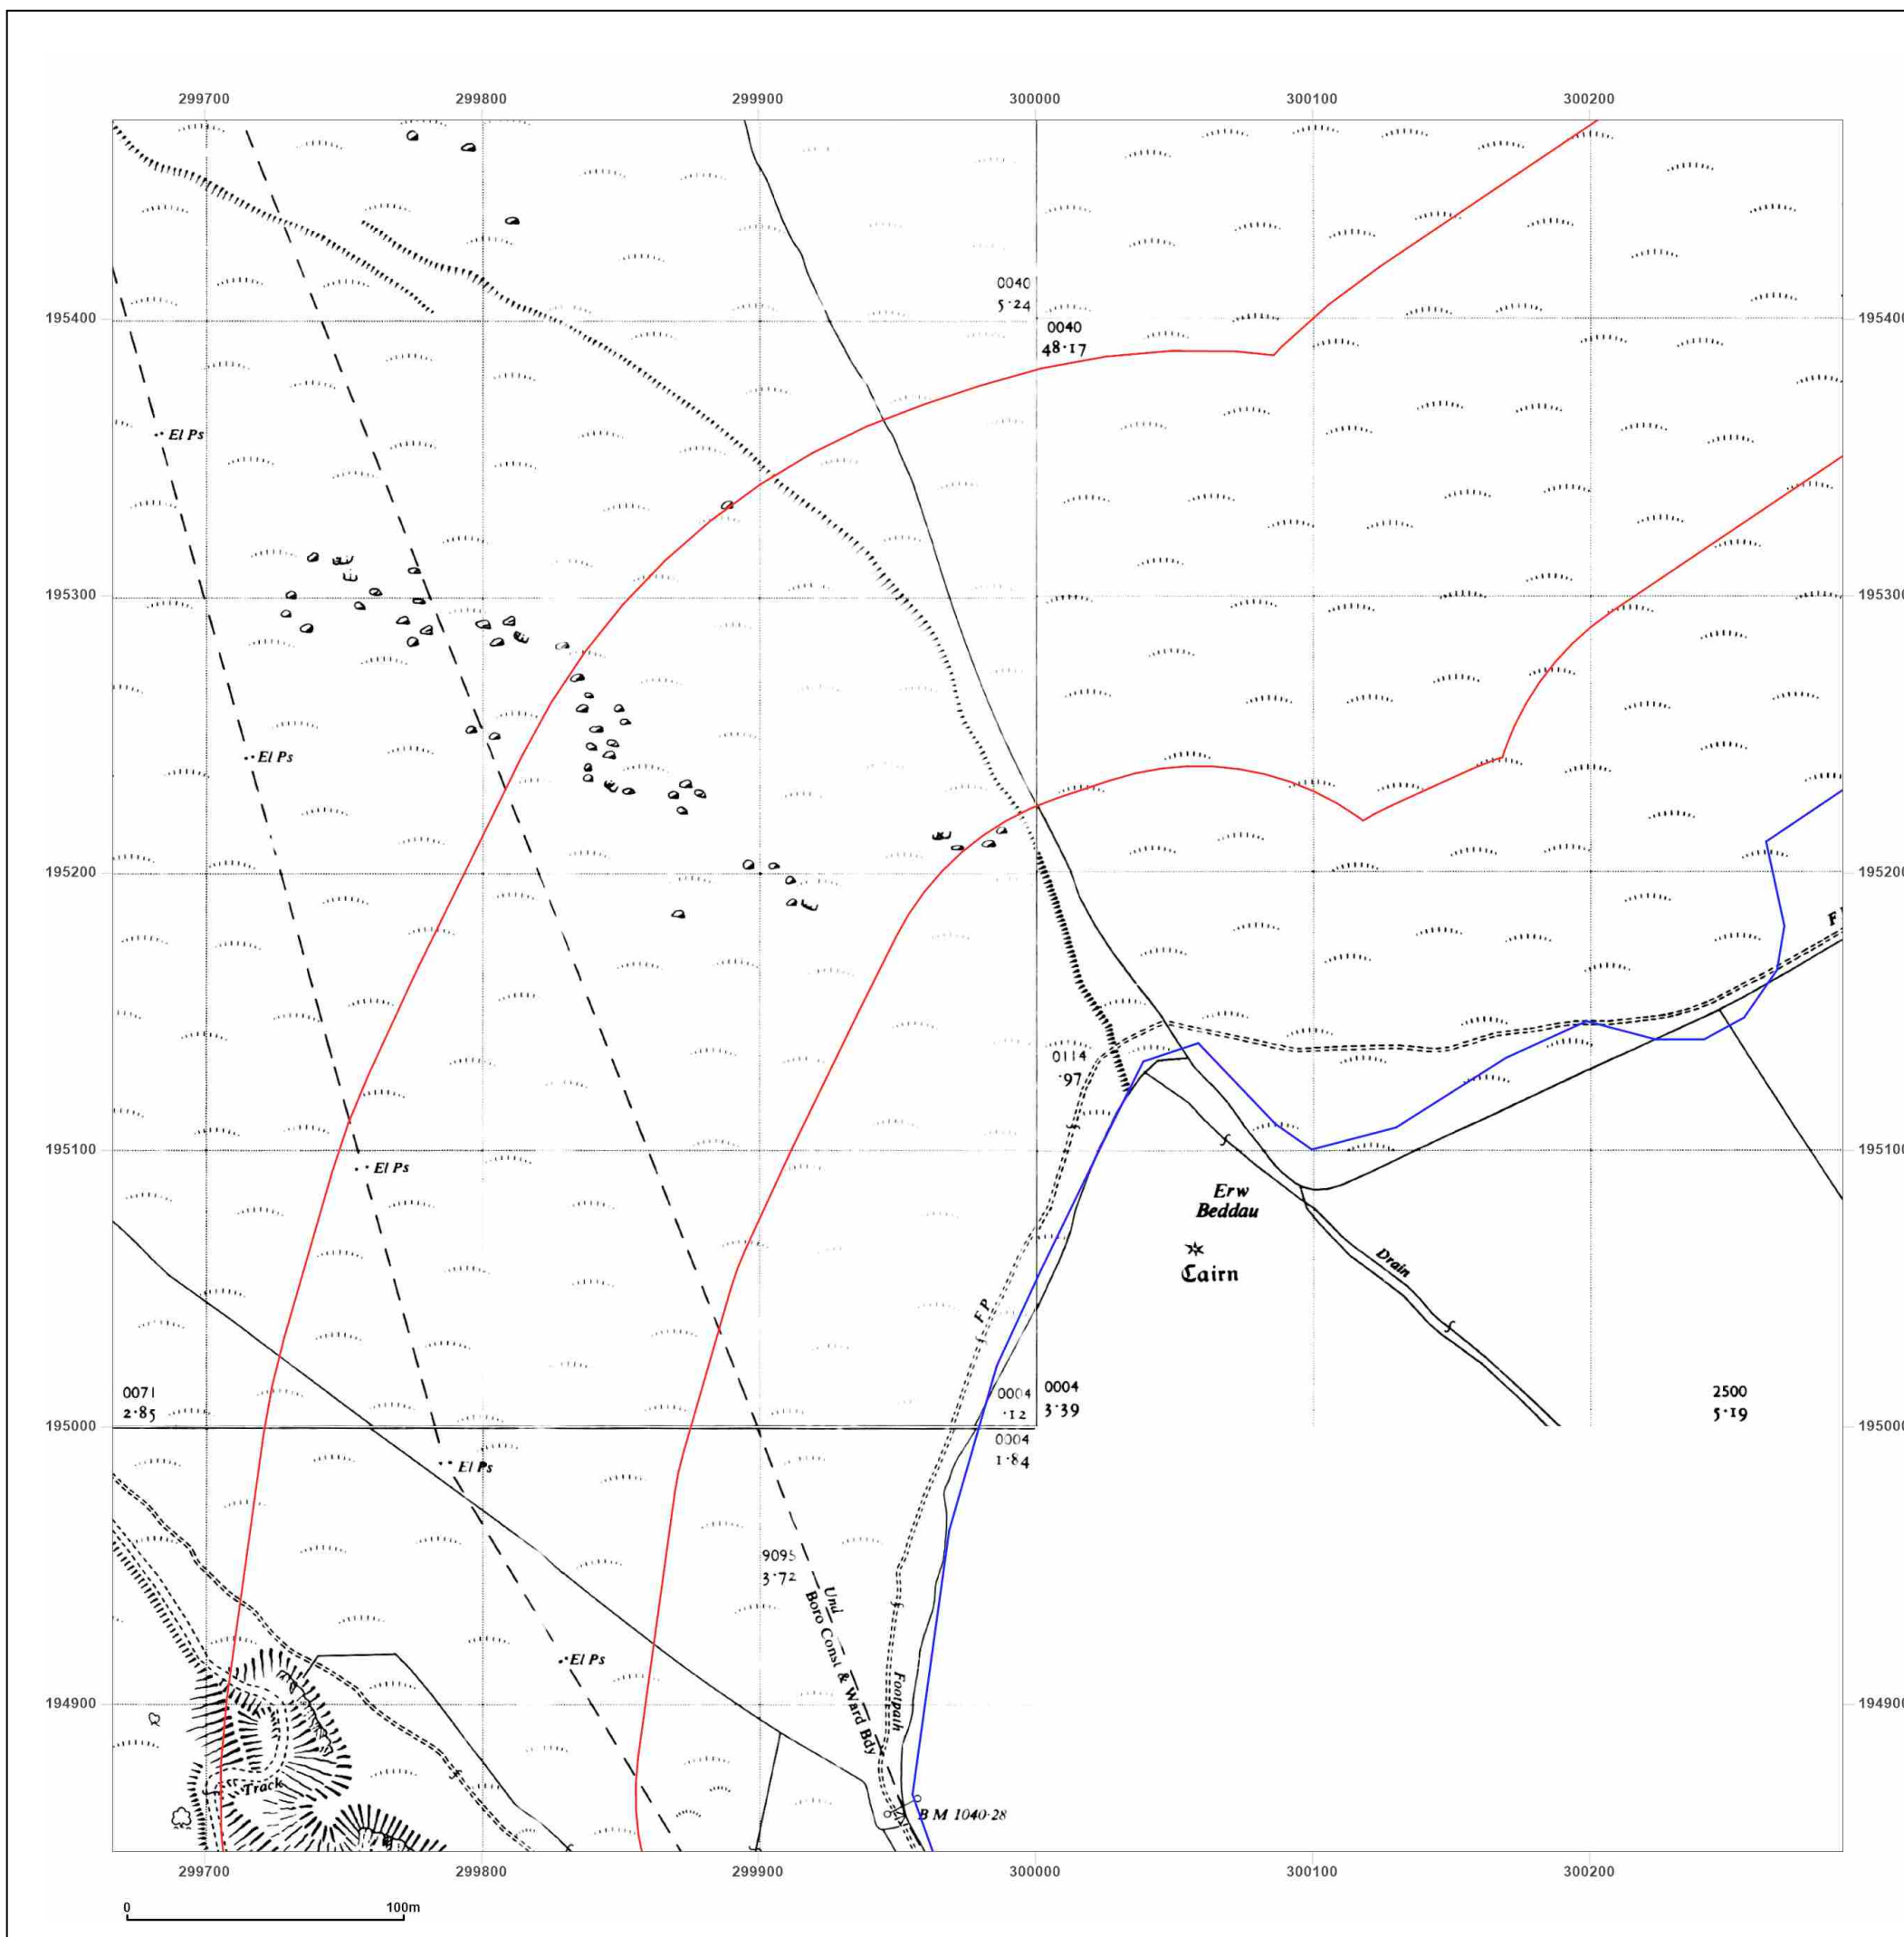 299700 299800 299900 300000 300100 300200
0040
5·24
195400
0040
48·17
195400
El Ps
195300
195300
El Ps
195200
195200
F
0114
·97
195100
195100
El Ps
Erw
Beddau
Cairn
Drain
F P
0071
2·85
0004
·12
0004
3·39
2500
5·19
195000
195000
0004
1·84
El Ps
9095
3·72
Und
Boro Const & Ward Bdy
El Ps
Footpath
194900
194900
Track
B M 1040·28
299700 299800 299900 300000 300100 300200
0 100m